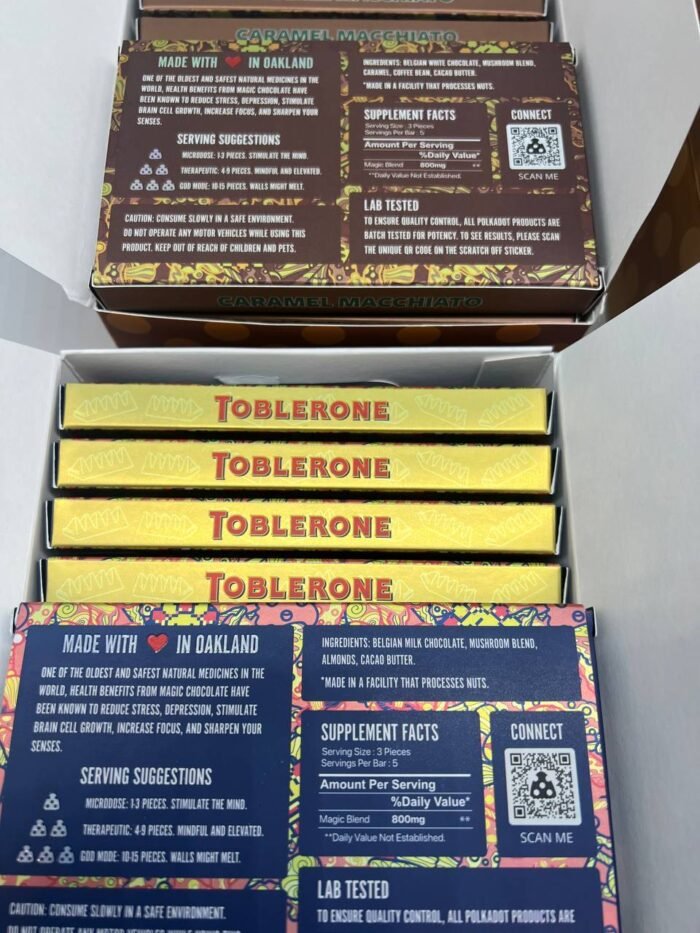 CARAMEL MACCHIATO
MADE WITH ❤ IN OAKLAND
ONE OF THE OLDEST AND SAFEST NATURAL MEDICINES IN THE
WORLD, HEALTH BENEFITS FROM MAGIC CHOCOLATE HAVE
BEEN KNOWN TO REDUCE STRESS, DEPRESSION, STIMULATE
BRAIN CELL GROWTH, INCREASE FOCUS, AND SHARPEN YOUR
SENSES.
SERVING SUGGESTIONS
MICRODOSE: 1-3 PIECES. STIMULATE THE MIND.
THERAPEUTIC: 4-9 PIECES. MINDFUL AND ELEVATED.
GOD MODE: 10-15 PIECES. WALLS MIGHT MELT.
CAUTION: CONSUME SLOWLY IN A SAFE ENVIRONMENT.
DO NOT OPERATE ANY MOTOR VEHICLES WHILE USING THIS
PRODUCT. KEEP OUT OF REACH OF CHILDREN AND PETS.
INGREDIENTS: BELGIAN WHITE CHOCOLATE, MUSHROOM BLEND,
CARAMEL, COFFEE BEAN, CACAO BUTTER.
*MADE IN A FACILITY THAT PROCESSES NUTS.
SUPPLEMENT FACTS
Serving Size : 3 Pieces
Servings Per Bar : 5
Amount Per Serving
%Daily Value*
Magic Blend 800mg **
**Daily Value Not Established.
CONNECT
SCAN ME
LAB TESTED
TO ENSURE QUALITY CONTROL, ALL POLKADOT PRODUCTS ARE
BATCH TESTED FOR POTENCY. TO SEE RESULTS, PLEASE SCAN
THE UNIQUE QR CODE ON THE SCRATCH OFF STICKER.
CARAMEL MACCHIATO
TOBLERONE
TOBLERONE
TOBLERONE
TOBLERONE
MADE WITH ❤ IN OAKLAND
ONE OF THE OLDEST AND SAFEST NATURAL MEDICINES IN THE
WORLD, HEALTH BENEFITS FROM MAGIC CHOCOLATE HAVE
BEEN KNOWN TO REDUCE STRESS, DEPRESSION, STIMULATE
BRAIN CELL GROWTH, INCREASE FOCUS, AND SHARPEN YOUR
SENSES.
SERVING SUGGESTIONS
MICRODOSE: 1-3 PIECES. STIMULATE THE MIND.
THERAPEUTIC: 4-9 PIECES. MINDFUL AND ELEVATED.
GOD MODE: 10-15 PIECES. WALLS MIGHT MELT.
CAUTION: CONSUME SLOWLY IN A SAFE ENVIRONMENT.
DO NOT OPERATE ANY MOTOR VEHICLES WHILE USING THIS
INGREDIENTS: BELGIAN MILK CHOCOLATE, MUSHROOM BLEND,
ALMONDS, CACAO BUTTER.
*MADE IN A FACILITY THAT PROCESSES NUTS.
SUPPLEMENT FACTS
Serving Size : 3 Pieces
Servings Per Bar : 5
Amount Per Serving
%Daily Value*
Magic Blend 800mg **
**Daily Value Not Established.
CONNECT
SCAN ME
LAB TESTED
TO ENSURE QUALITY CONTROL, ALL POLKADOT PRODUCTS ARE